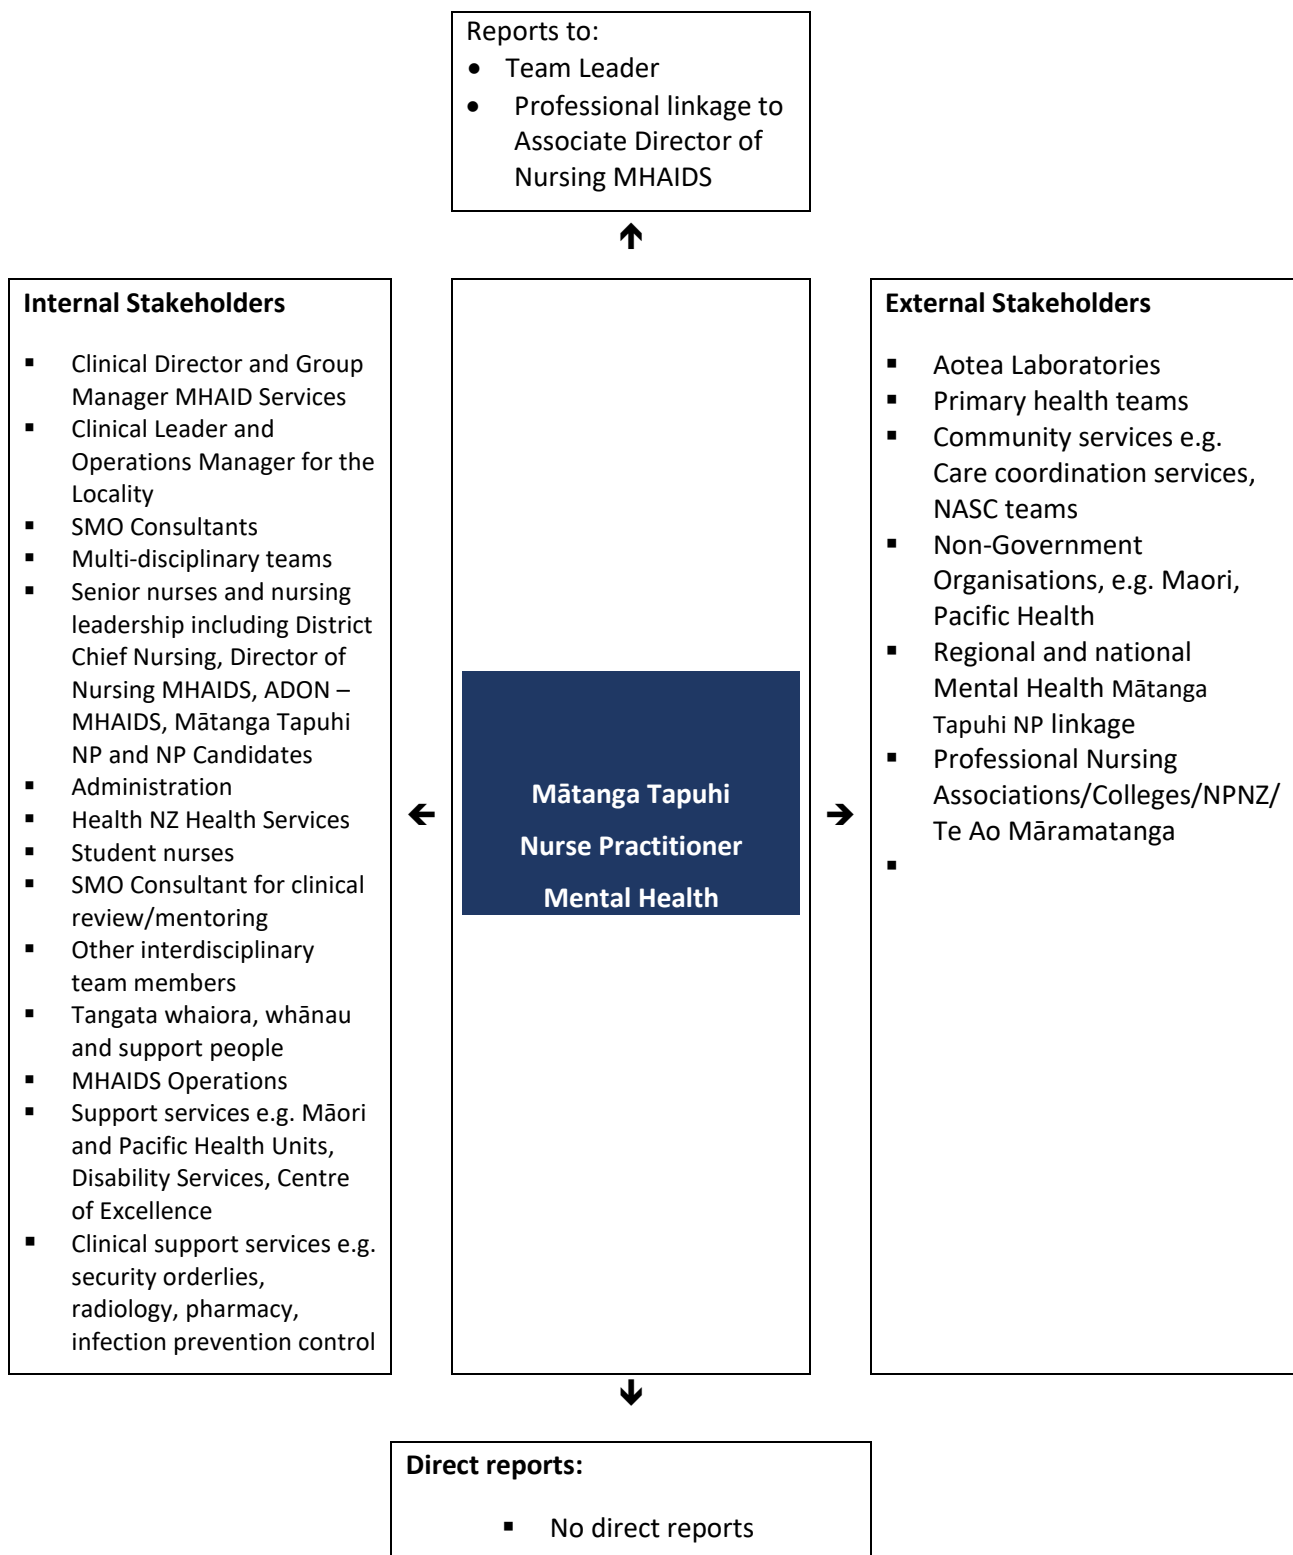 Reports to:
• Team Leader
• Professional linkage to
Associate Director of
Nursing MHAIDS
Internal Stakeholders
▪ Clinical Director and Group
Manager MHAID Services
▪ Clinical Leader and
Operations Manager for the
Locality
▪ SMO Consultants
▪ Multi-disciplinary teams
▪ Senior nurses and nursing
leadership including District
Chief Nursing, Director of
Nursing MHAIDS, ADON –
MHAIDS, Mātanga Tapuhi
NP and NP Candidates
▪ Administration
▪ Health NZ Health Services
▪ Student nurses
▪ SMO Consultant for clinical
review/mentoring
▪ Other interdisciplinary
team members
▪ Tangata whaiora, whānau
and support people
▪ MHAIDS Operations
▪ Support services e.g. Māori
and Pacific Health Units,
Disability Services, Centre
of Excellence
▪ Clinical support services e.g.
security orderlies,
radiology, pharmacy,
infection prevention control
Mātanga Tapuhi
Nurse Practitioner
Mental Health
External Stakeholders
▪ Aotea Laboratories
▪ Primary health teams
▪ Community services e.g.
Care coordination services,
NASC teams
▪ Non-Government
Organisations, e.g. Maori,
Pacific Health
▪ Regional and national
Mental Health Mātanga
Tapuhi NP linkage
▪ Professional Nursing
Associations/Colleges/NPNZ/
Te Ao Māramatanga
▪
Direct reports:
▪ No direct reports